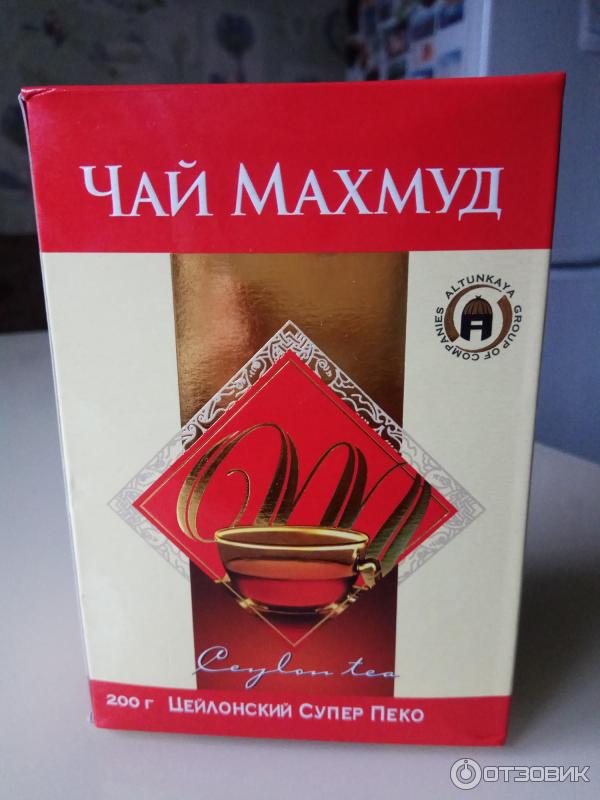 ЧАЙ МАХМУД
ALTUNKAYA GROUP OF COMPANIES
Ceylon tea
200 г ЦЕЙЛОНСКИЙ СУПЕР ПЕКО
ОТЗОВИК